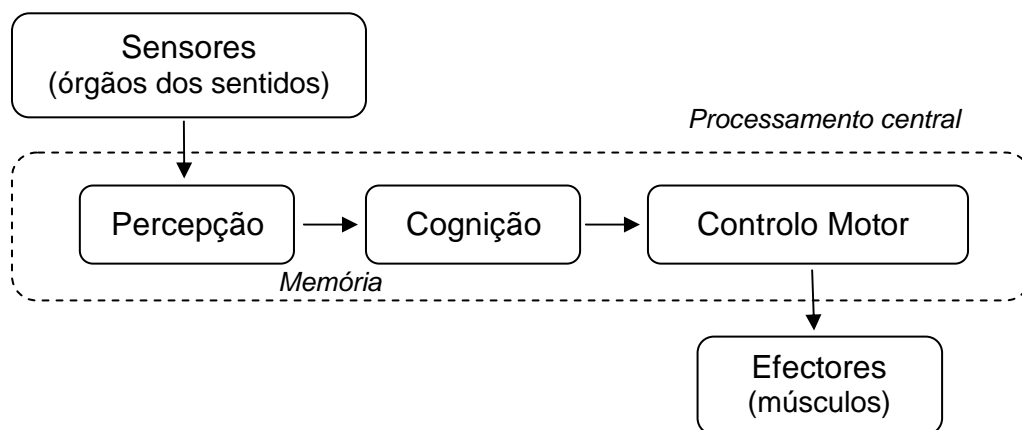 Sensores
(órgãos dos sentidos)
Processamento central
Percepção
Cognição
Controlo Motor
Memória
Efectores
(músculos)